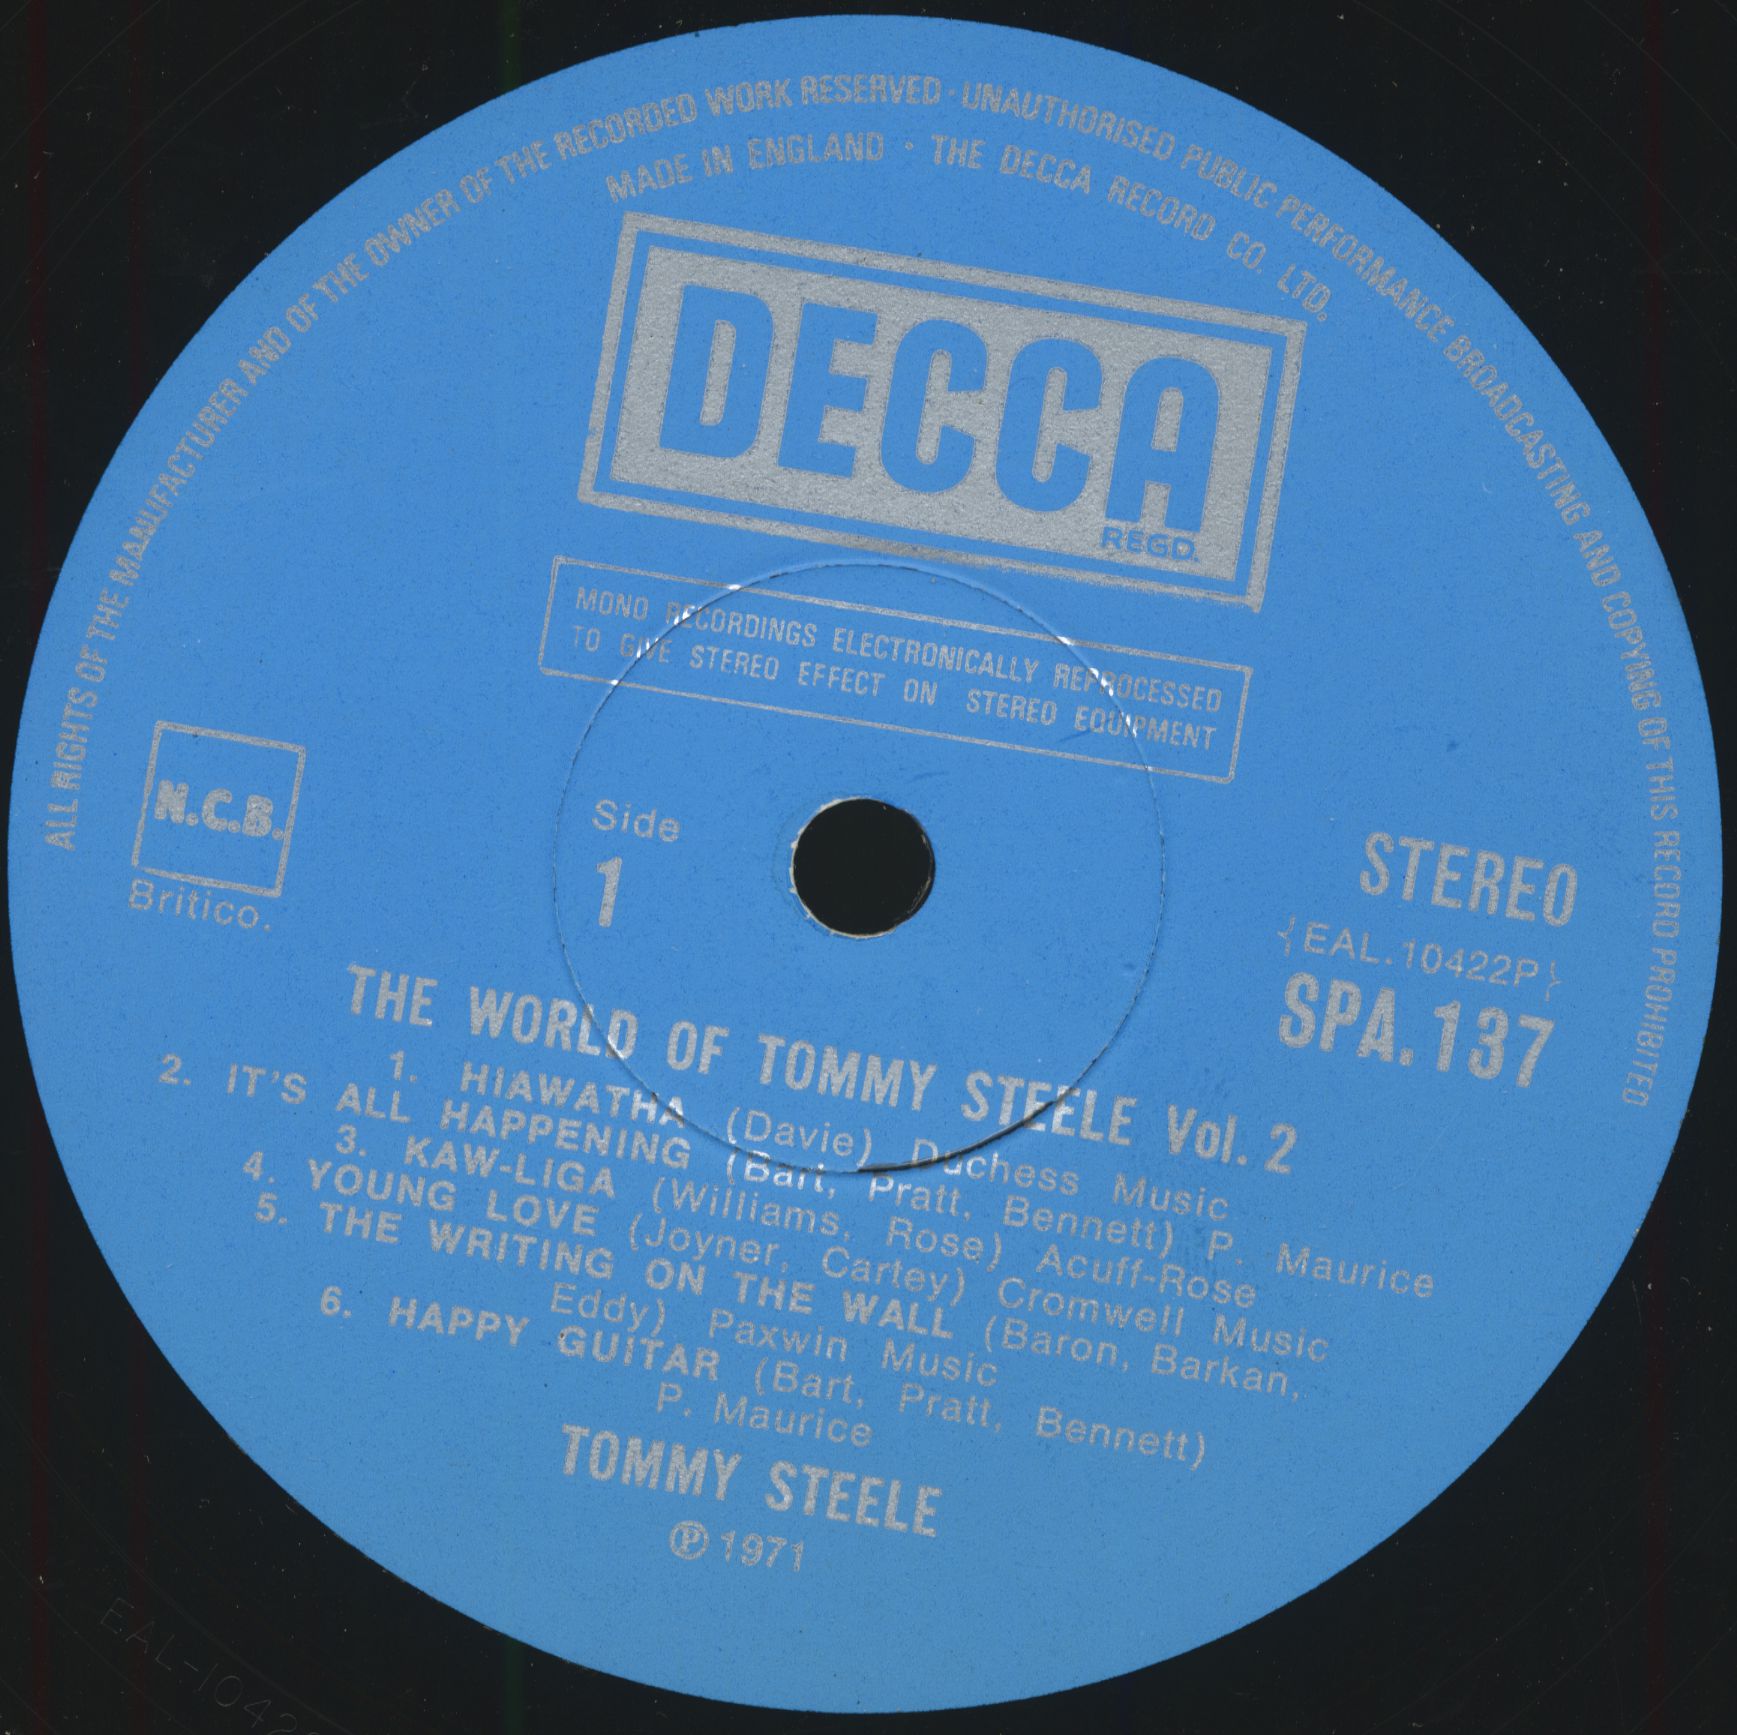 ALL RIGHTS OF THE MANUFACTURER AND OF THE OWNER OF THE RECORDED WORK RESERVED · UNAUTHORISED PUBLIC PERFORMANCE BROADCASTING AND COPYING OF THIS RECORD PROHIBITED
MADE IN ENGLAND · THE DECCA RECORD CO. LTD.
DECCA
REGD.
MONO RECORDINGS ELECTRONICALLY REPROCESSED
TO GIVE STEREO EFFECT ON STEREO EQUIPMENT
N.C.B.
Britico.
Side
1
STEREO
{EAL.10422P}
SPA.137
THE WORLD OF TOMMY STEELE Vol. 2
1. HIAWATHA (Davie) Duchess Music
2. IT'S ALL HAPPENING (Bart, Pratt, Bennett) P. Maurice
3. KAW-LIGA (Williams, Rose) Acuff-Rose
4. YOUNG LOVE (Joyner, Cartey) Cromwell Music
5. THE WRITING ON THE WALL (Baron, Barkan,
Eddy) Paxwin Music
6. HAPPY GUITAR (Bart, Pratt, Bennett)
P. Maurice
TOMMY STEELE
℗ 1971